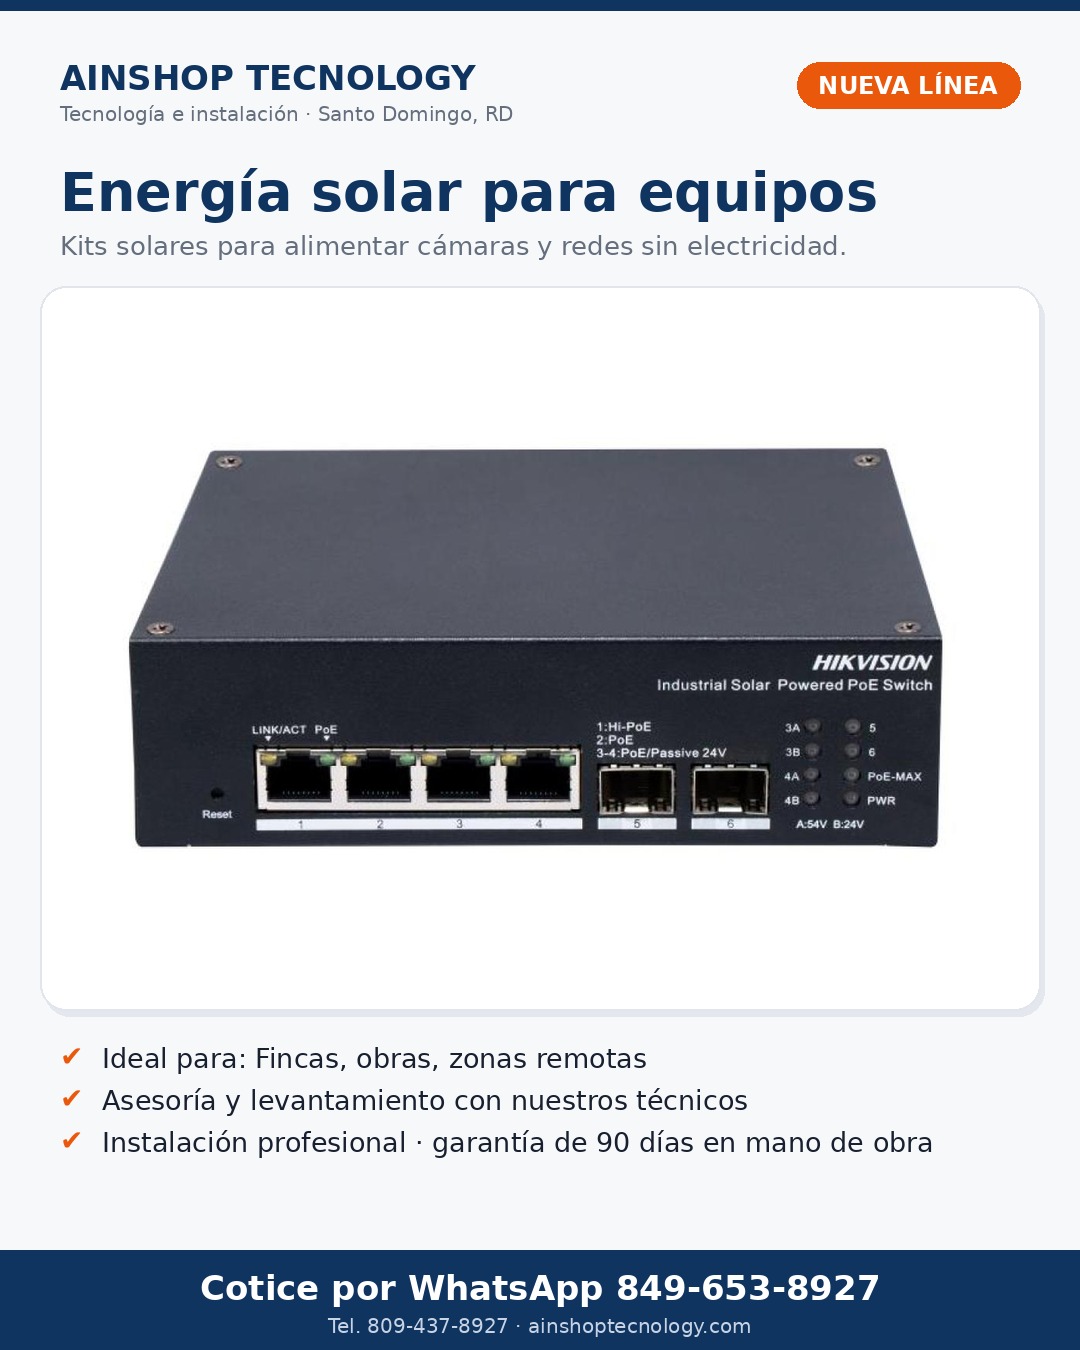 AINSHOP TECNOLOGY
Tecnología e instalación · Santo Domingo, RD
NUEVA LÍNEA
Energía solar para equipos
Kits solares para alimentar cámaras y redes sin electricidad.
HIKVISION
Industrial Solar Powered PoE Switch
LINK/ACT PoE
1:Hi-PoE
2:PoE
3-4:PoE/Passive 24V
3A 5
3B 6
4A PoE-MAX
4B PWR
A:54V B:24V
Reset
1 2 3 4 5 6
✔ Ideal para: Fincas, obras, zonas remotas
✔ Asesoría y levantamiento con nuestros técnicos
✔ Instalación profesional · garantía de 90 días en mano de obra
Cotice por WhatsApp 849-653-8927
Tel. 809-437-8927 · ainshoptecnology.com